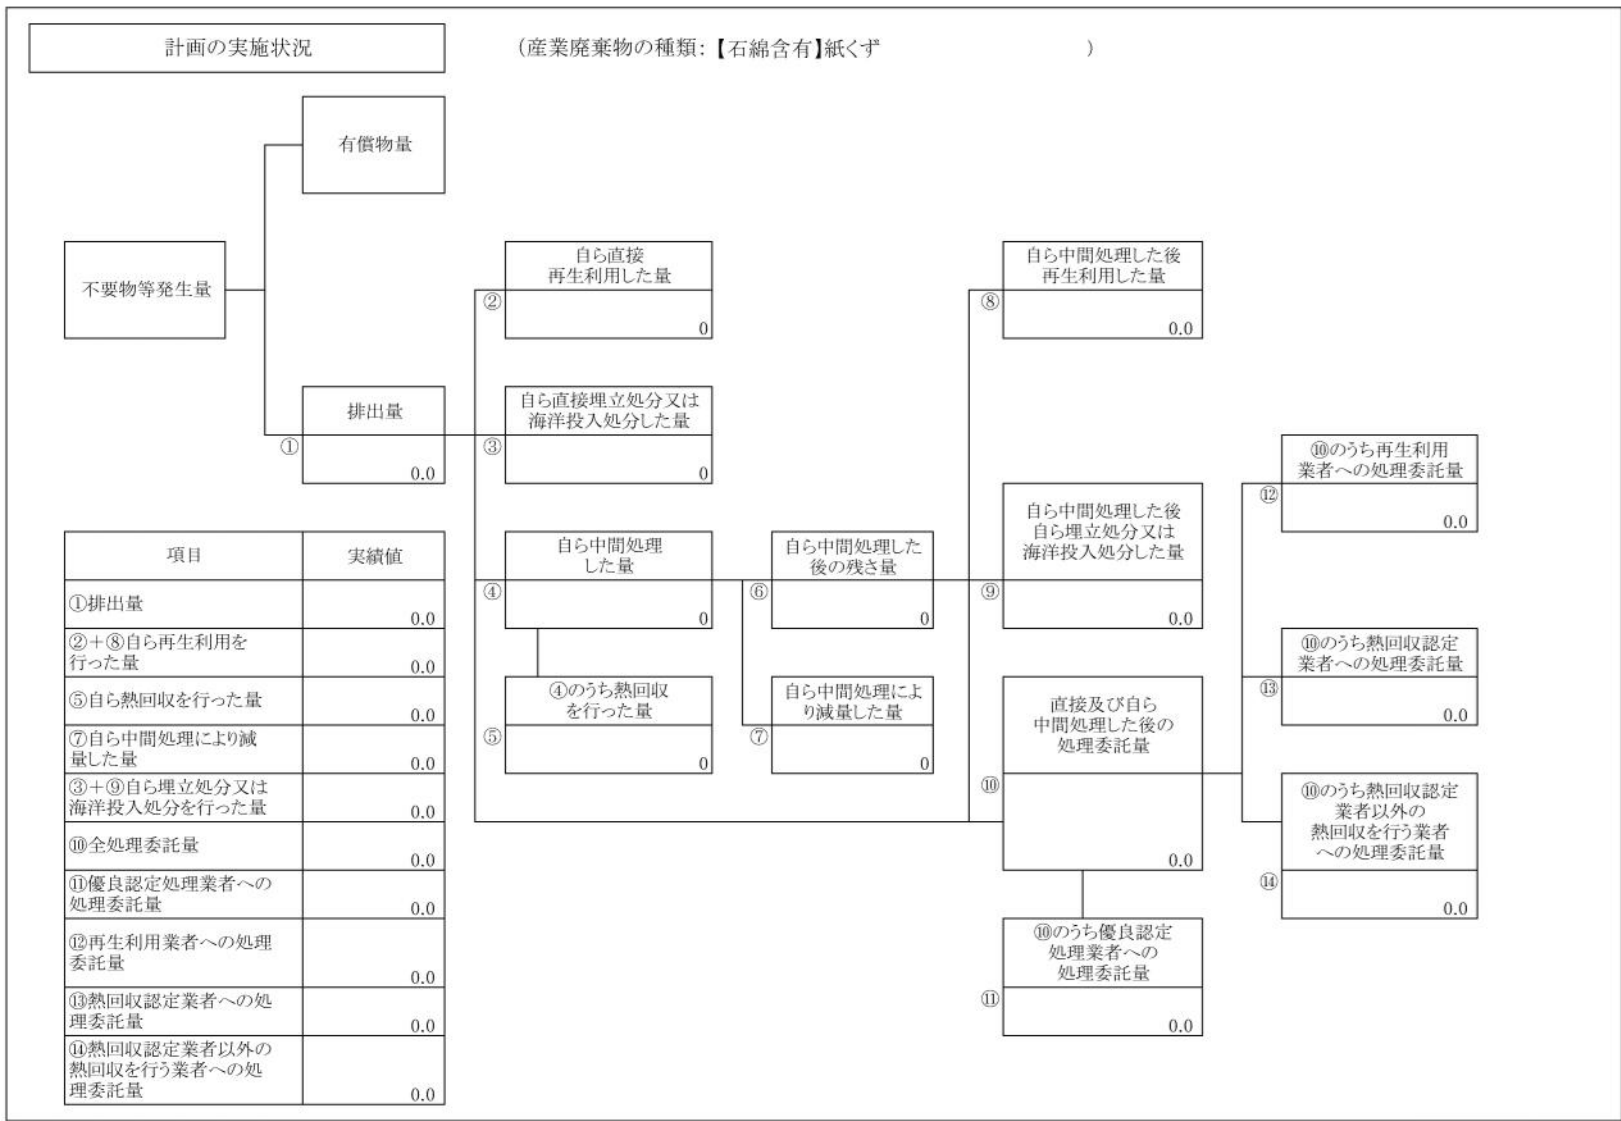 計画の実施状況
(産業廃棄物の種類:【石綿含有】紙くず )
有償物量
不要物等発生量
排出量
①
0.0
自ら直接
再生利用した量
②
0
自ら直接埋立処分又は
海洋投入処分した量
③
0
自ら中間処理
した量
④
0
④のうち熱回収
を行った量
⑤
0
自ら中間処理した
後の残さ量
⑥
0
自ら中間処理によ
り減量した量
⑦
0
自ら中間処理した後
再生利用した量
⑧
0.0
自ら中間処理した後
自ら埋立処分又は
海洋投入処分した量
⑨
0.0
直接及び自ら
中間処理した後の
処理委託量
⑩
0.0
⑩のうち優良認定
処理業者への
処理委託量
⑪
0.0
⑩のうち再生利用
業者への処理委託量
⑫
0.0
⑩のうち熱回収認定
業者への処理委託量
⑬
0.0
⑩のうち熱回収認定
業者以外の
熱回収を行う業者
への処理委託量
⑭
0.0
項目 実績値
①排出量
0.0
②+⑧自ら再生利用を
行った量 0.0
⑤自ら熱回収を行った量
0.0
⑦自ら中間処理により減
量した量 0.0
③+⑨自ら埋立処分又は
海洋投入処分を行った量 0.0
⑩全処理委託量
0.0
⑪優良認定処理業者への
処理委託量 0.0
⑫再生利用業者への処理
委託量
0.0
⑬熱回収認定業者への処
理委託量 0.0
⑭熱回収認定業者以外の
熱回収を行う業者への処
理委託量 0.0